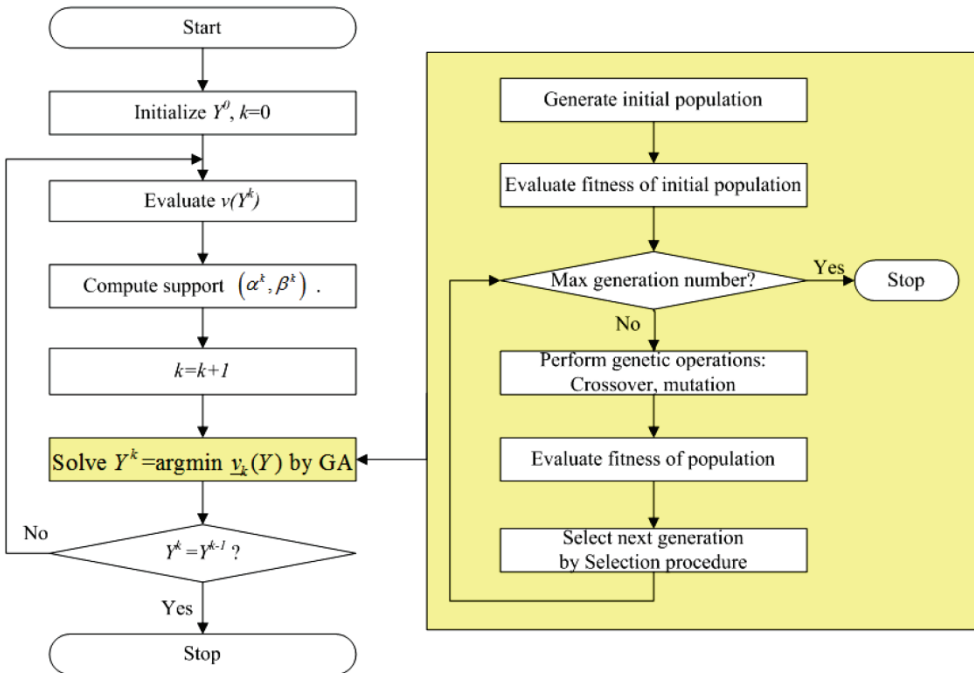 Start
Initialize Y⁰, k=0
Evaluate v(Yᵏ)
Compute support (αᵏ, βᵏ) .
k=k+1
Solve Yᵏ=argmin v̲ₖ(Y) by GA
No
Yᵏ=Yᵏ⁻¹ ?
Yes
Stop
Generate initial population
Evaluate fitness of initial population
Max generation number?
Yes
Stop
No
Perform genetic operations:
Crossover, mutation
Evaluate fitness of population
Select next generation
by Selection procedure